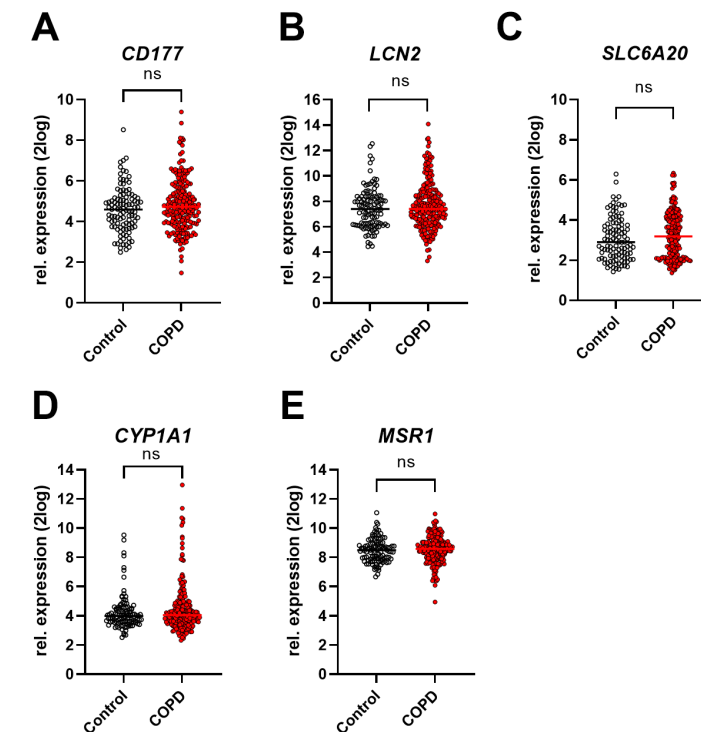 A
CD177
ns
rel. expression (2log)
10
8
6
4
2
0
Control
COPD
B
LCN2
ns
rel. expression (2log)
16
14
12
10
8
6
4
2
0
Control
COPD
C
SLC6A20
ns
rel. expression (2log)
10
8
6
4
2
0
Control
COPD
D
CYP1A1
ns
rel. expression (2log)
14
12
10
8
6
4
2
0
Control
COPD
E
MSR1
ns
rel. expression (2log)
14
12
10
8
6
4
2
0
Control
COPD